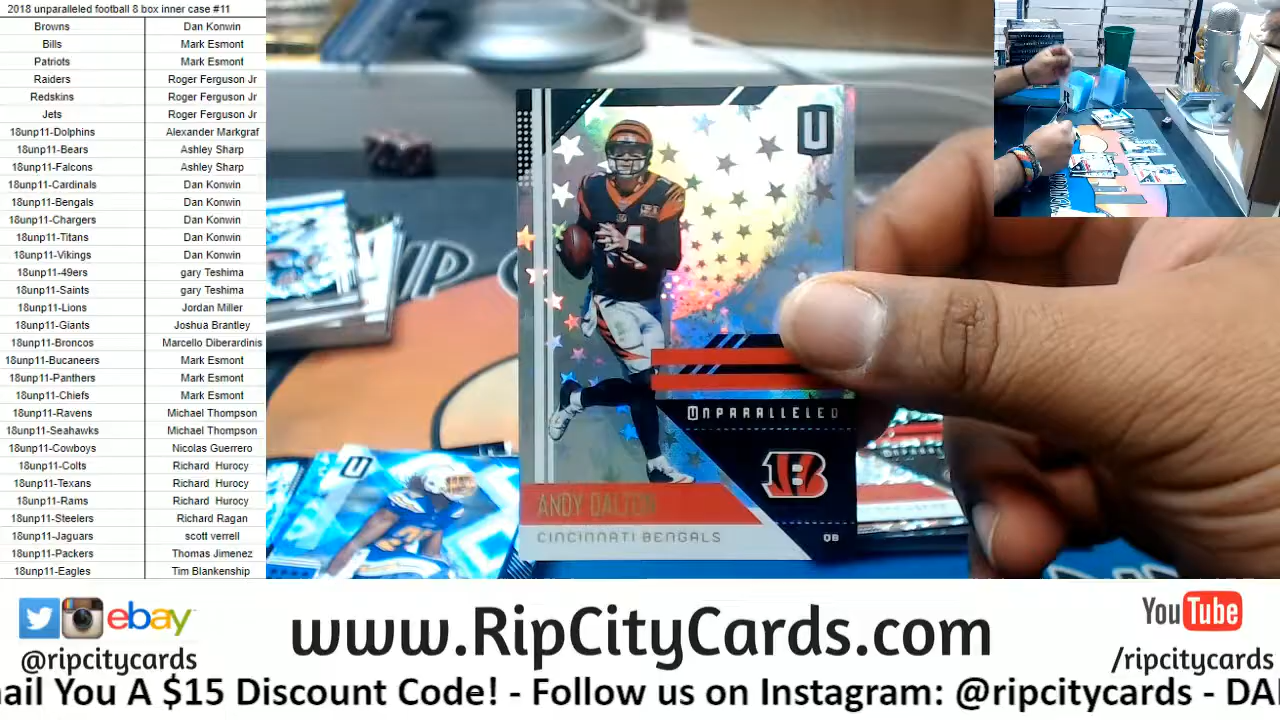 2018 unparalleled football 8 box inner case #11
Browns Dan Konwin
Bills Mark Esmont
Patriots Mark Esmont
Raiders Roger Ferguson Jr
Redskins Roger Ferguson Jr
Jets Roger Ferguson Jr
18unp11-Dolphins Alexander Markgraf
18unp11-Bears Ashley Sharp
18unp11-Falcons Ashley Sharp
18unp11-Cardinals Dan Konwin
18unp11-Bengals Dan Konwin
18unp11-Chargers Dan Konwin
18unp11-Titans Dan Konwin
18unp11-Vikings Dan Konwin
18unp11-49ers gary Teshima
18unp11-Saints gary Teshima
18unp11-Lions Jordan Miller
18unp11-Giants Joshua Brantley
18unp11-Broncos Marcello Diberardinis
18unp11-Bucaneers Mark Esmont
18unp11-Panthers Mark Esmont
18unp11-Chiefs Mark Esmont
18unp11-Ravens Michael Thompson
18unp11-Seahawks Michael Thompson
18unp11-Cowboys Nicolas Guerrero
18unp11-Colts Richard Hurocy
18unp11-Texans Richard Hurocy
18unp11-Rams Richard Hurocy
18unp11-Steelers Richard Ragan
18unp11-Jaguars scott verrell
18unp11-Packers Thomas Jimenez
18unp11-Eagles Tim Blankenship
U
14
UNPARALLELED
B
ANDY DALTON
CINCINNATI BENGALS
QB
U
ebay
@ripcitycards
www.RipCityCards.com
YouTube
/ripcitycards
ail You A $15 Discount Code! - Follow us on Instagram: @ripcitycards - DA